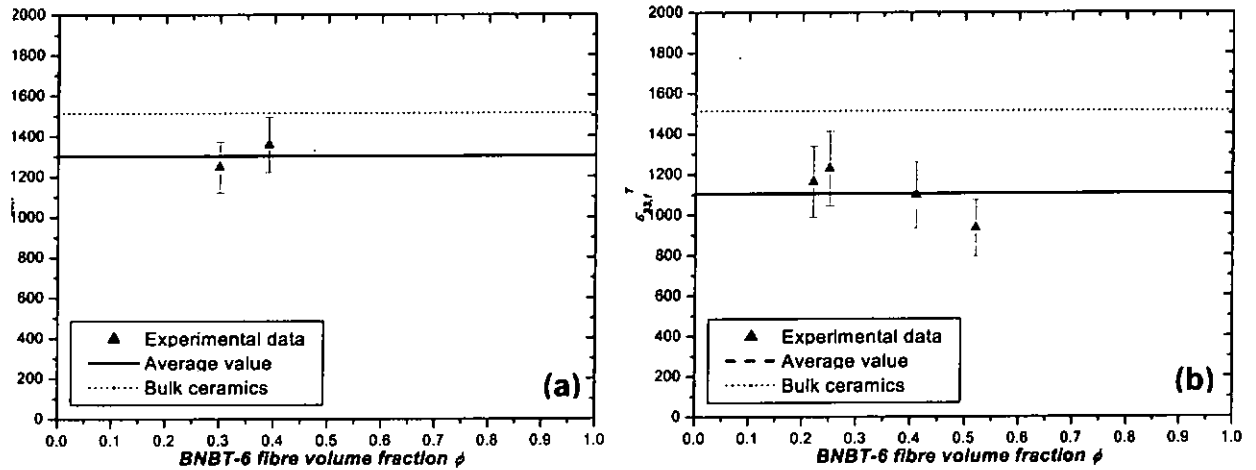 2000
1800
1600
1400
1200
1000
800
600
400
200
0
0.0 0.1 0.2 0.3 0.4 0.5 0.6 0.7 0.8 0.9 1.0
BNBT-6 fibre volume fraction ϕ
Experimental data
Average value
Bulk ceramics
(a)
2000
1800
1600
1400
1200
1000
800
600
400
200
0
0.0 0.1 0.2 0.3 0.4 0.5 0.6 0.7 0.8 0.9 1.0
BNBT-6 fibre volume fraction ϕ
Experimental data
Average value
Bulk ceramics
(b)